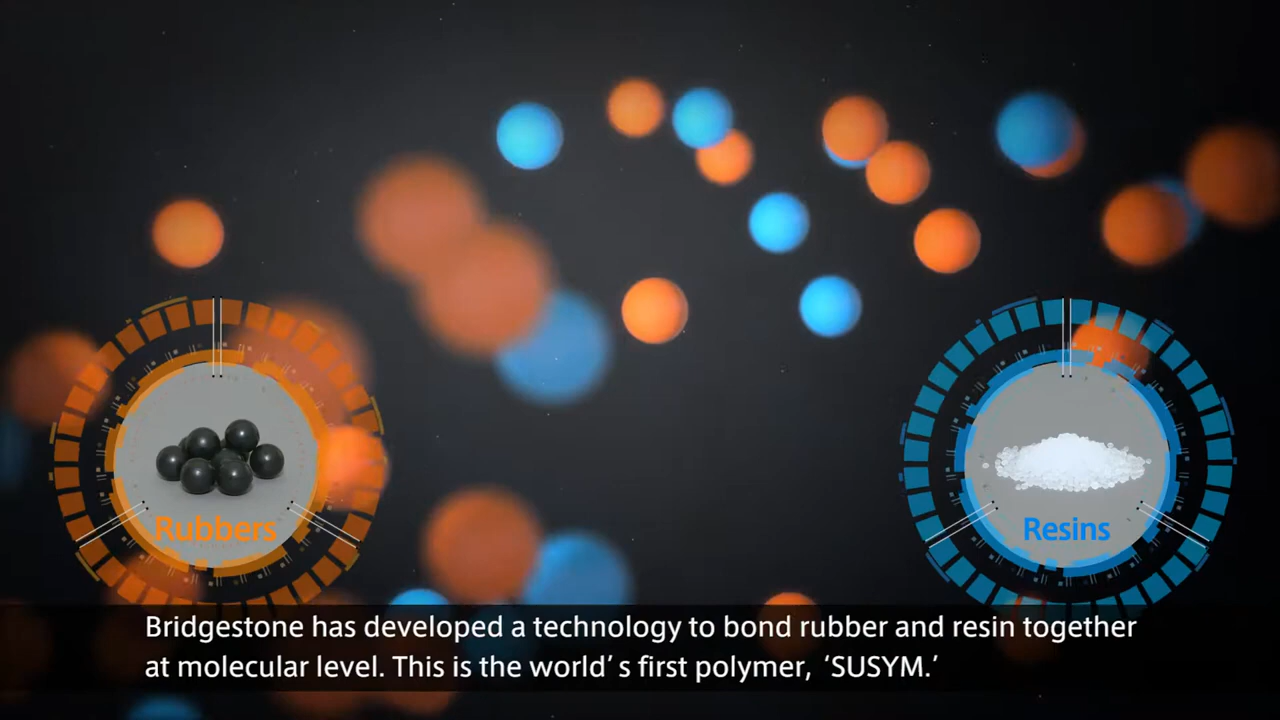 Rubbers
Resins
Bridgestone has developed a technology to bond rubber and resin together
at molecular level. This is the world’s first polymer, ‘SUSYM.’